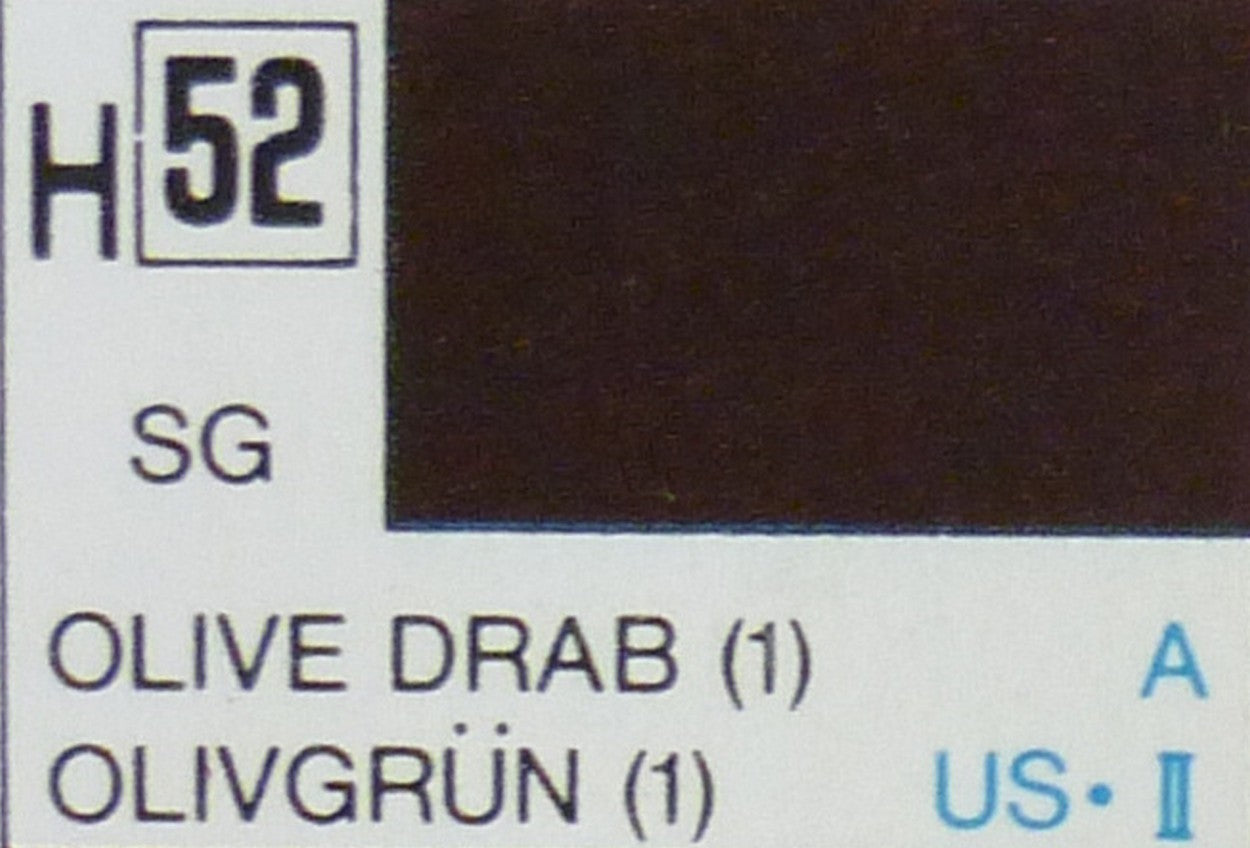 H 52
SG
OLIVE DRAB (1) A
OLIVGRÜN (1) US• II